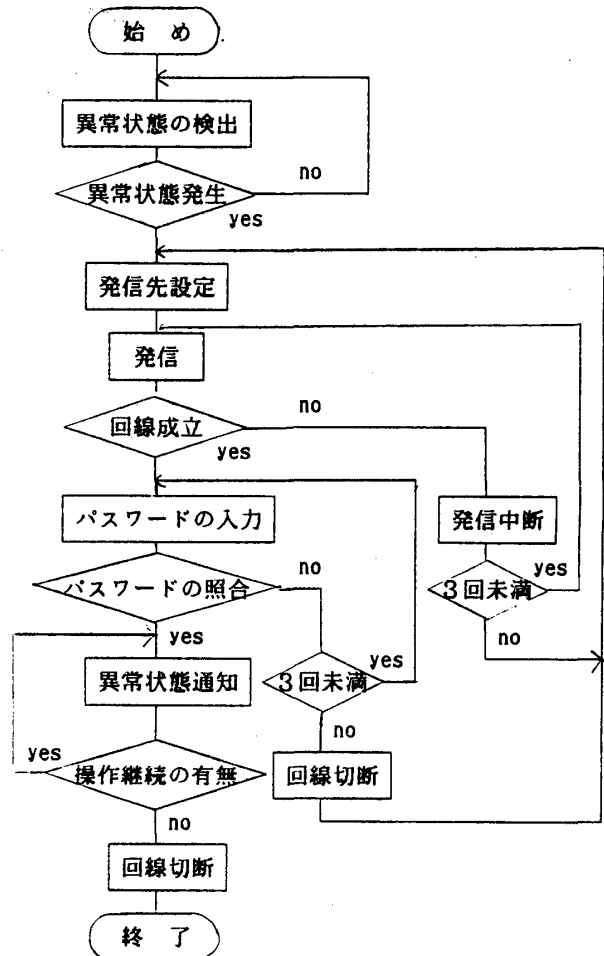 始 め
異常状態の検出
異常状態発生
no
yes
発信先設定
発信
回線成立
no
yes
パスワードの入力
発信中断
パスワードの照合
no
3回未満
yes
yes
no
異常状態通知
3回未満
yes
no
操作継続の有無
yes
回線切断
no
回線切断
終 了